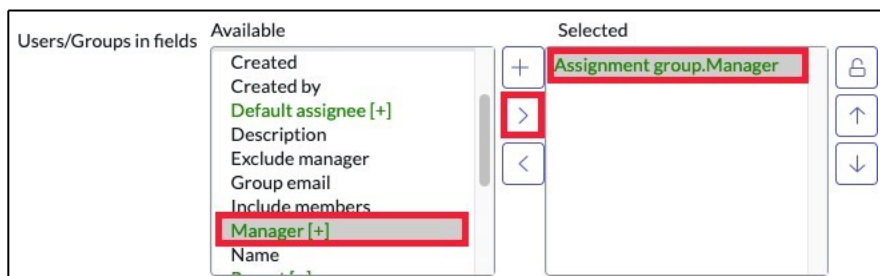 Users/Groups in fields
Available
Created
Created by
Default assignee [+]
Description
Exclude manager
Group email
Include members
Manager [+]
Name
Selected
Assignment group.Manager